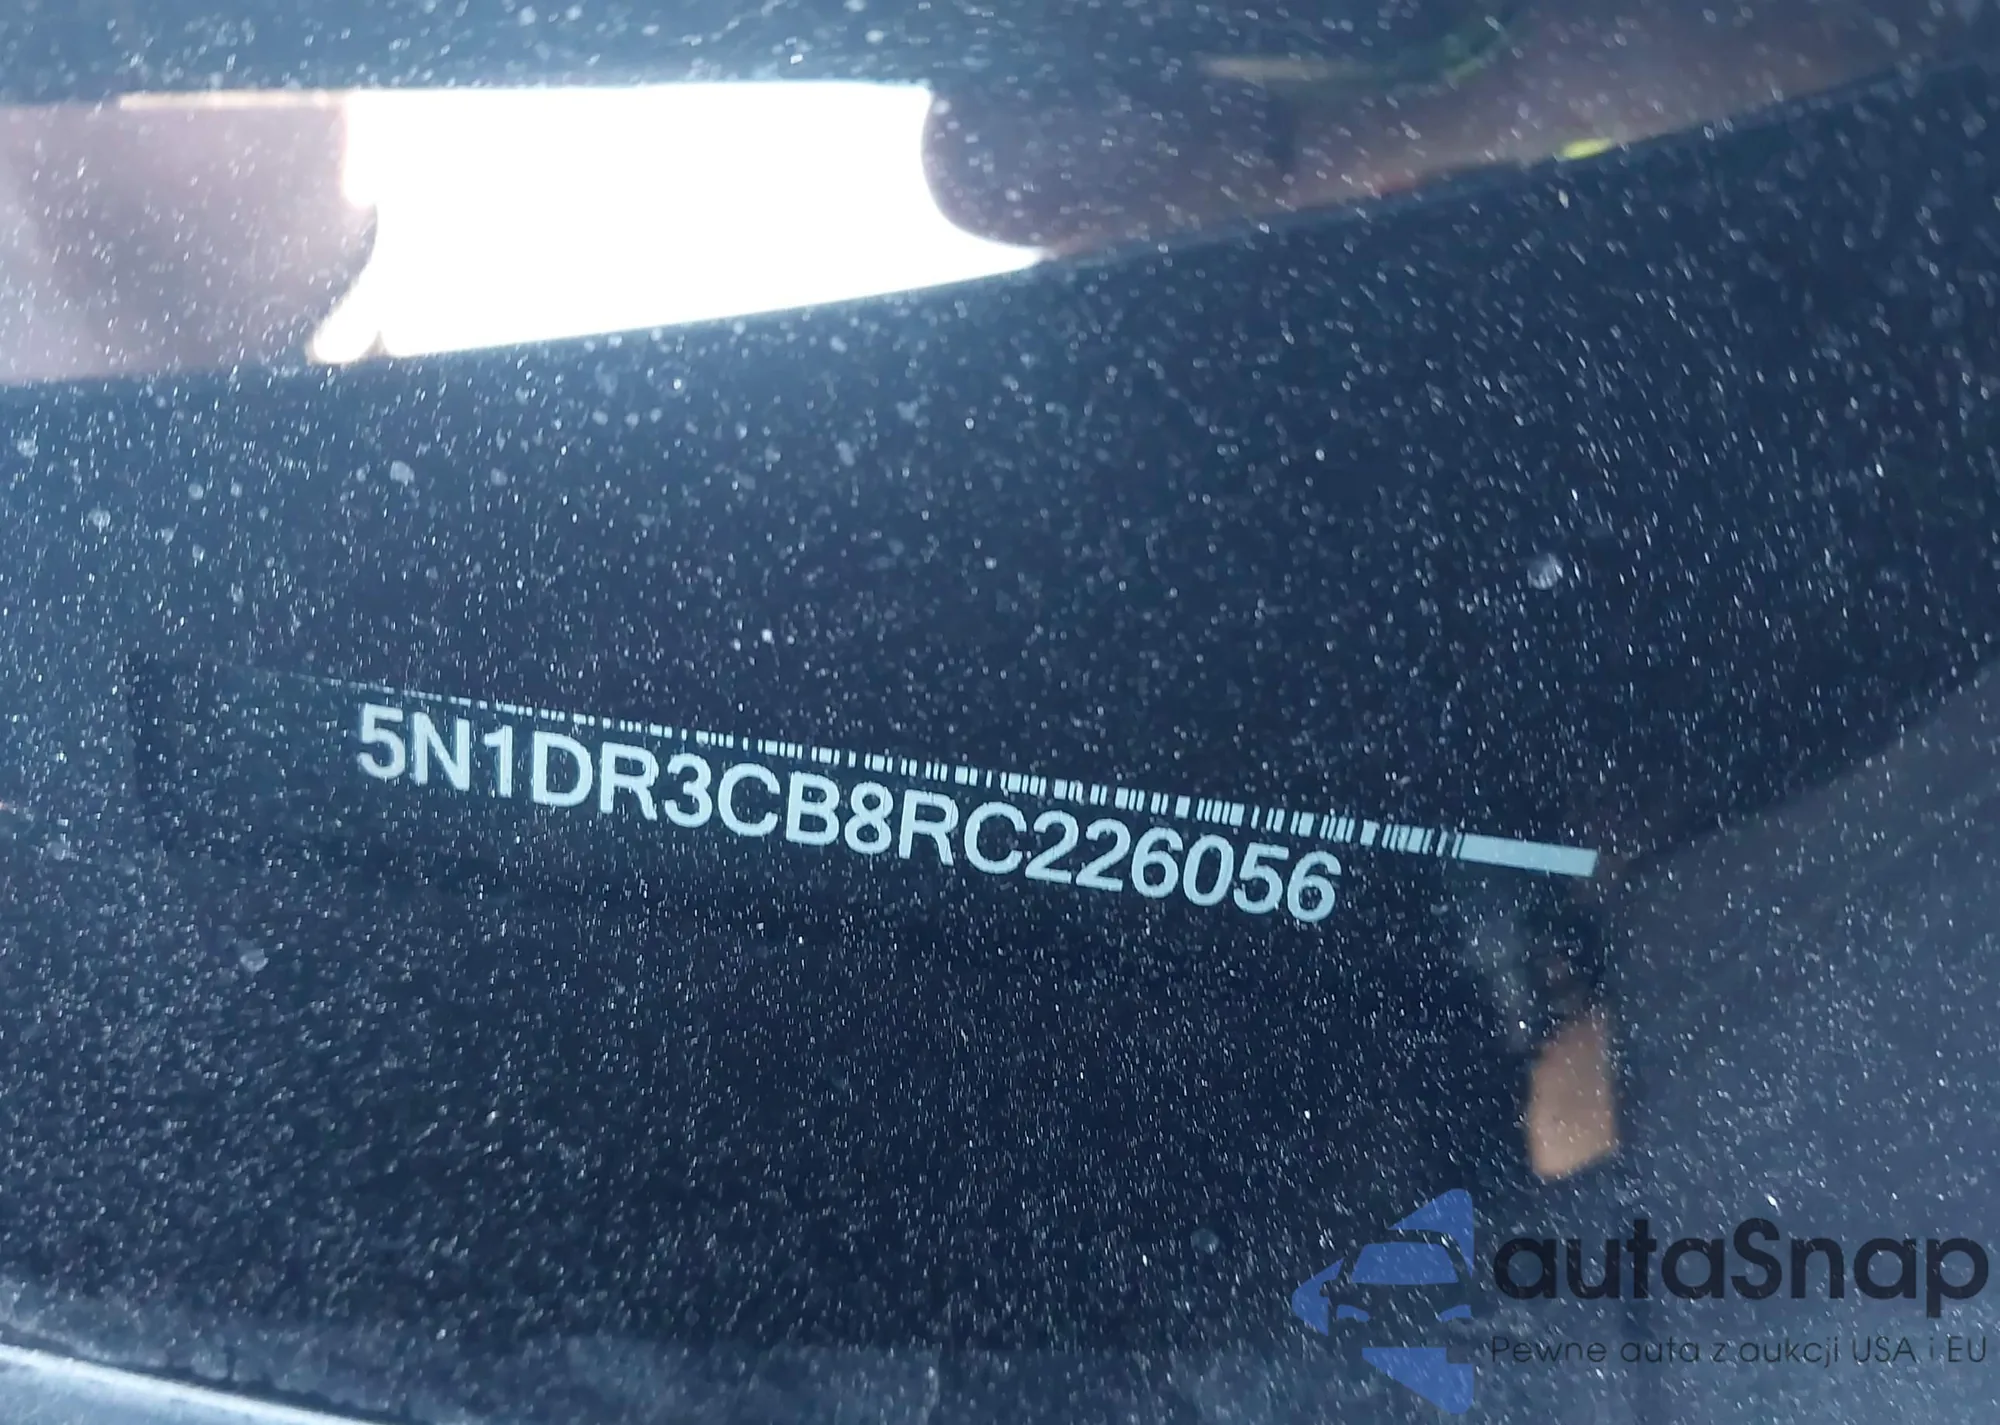 5N1DR3CB8RC226056
autaSnap
Pewne auta z aukcji USA i EU